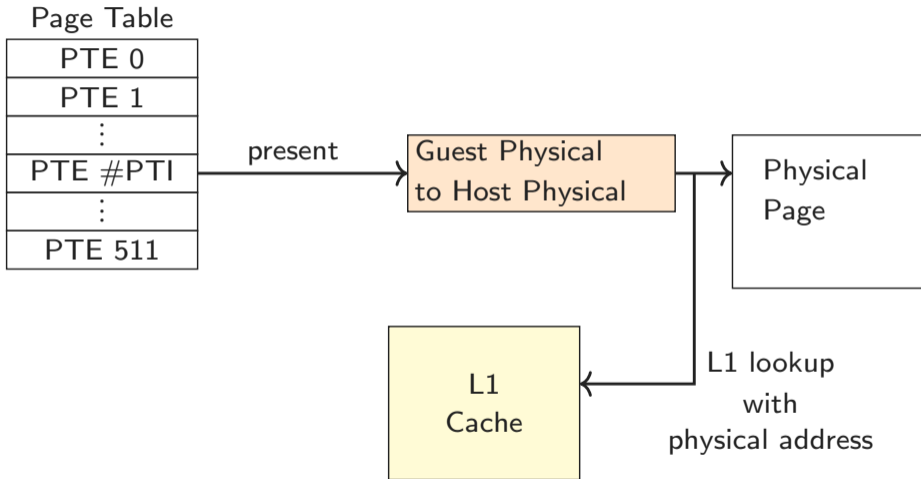 Page Table
PTE 0
PTE 1
⋮
PTE #PTI
⋮
PTE 511
present
Guest Physical
to Host Physical
Physical
Page
L1
Cache
L1 lookup
with
physical address